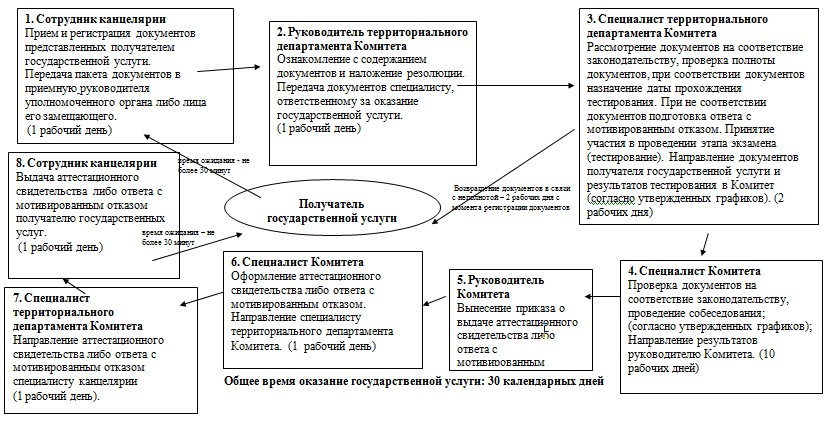 1. Сотрудник канцелярии
Прием и регистрация документов
представленных получателем
государственной услуги.
Передача пакета документов в
приемную руководителя
уполномоченного органа либо лица
его замещающего.
(1 рабочий день)
2. Руководитель территориального
департамента Комитета
Ознакомление с содержанием
документов и наложение резолюции.
Передача документов специалисту,
ответственному за оказание
государственной услуги.
(1 рабочий день)
3. Специалист территориального
департамента Комитета
Рассмотрение документов на соответствие
законодательству, проверка полноты
документов, при соответствии документов
назначение даты прохождения
тестирования. При не соответствии
документов подготовка ответа с
мотивированным отказом. Принятие
участия в проведении этапа экзамена
(тестирование). Направление документов
получателя государственной услуги и
результатов тестирования в Комитет
(согласно утвержденных графиков). (2
рабочих дня)
время ожидания - не
более 30 минут
8. Сотрудник канцелярии
Выдача аттестационного
свидетельства либо ответа с
мотивированным отказом
получателю государственных
услуг.
(1 рабочий день)
время ожидания – не
более 30 минут
Получатель
государственной услуги
Возвращение документов в связи
с неполнотой – 2 рабочих дня с
момента регистрации документов
4. Специалист Комитета
Проверка документов на
соответствие законодательству,
проведение собеседования;
(согласно утвержденных графиков);
Направление результатов
руководителю Комитета. (10
рабочих дней)
5. Руководитель
Комитета
Вынесение приказа о
выдаче аттестационного
свидетельства либо
ответа с
мотивированным
6. Специалист Комитета
Оформление аттестационного
свидетельства либо ответа с
мотивированным отказом.
Направление специалисту
территориального департамента
Комитета. (1 рабочий день)
7. Специалист
территориального
департамента Комитета
Направление аттестационного
свидетельства либо ответа с
мотивированным отказом
специалисту канцелярии
(1 рабочий день).
Общее время оказание государственной услуги: 30 календарных дней